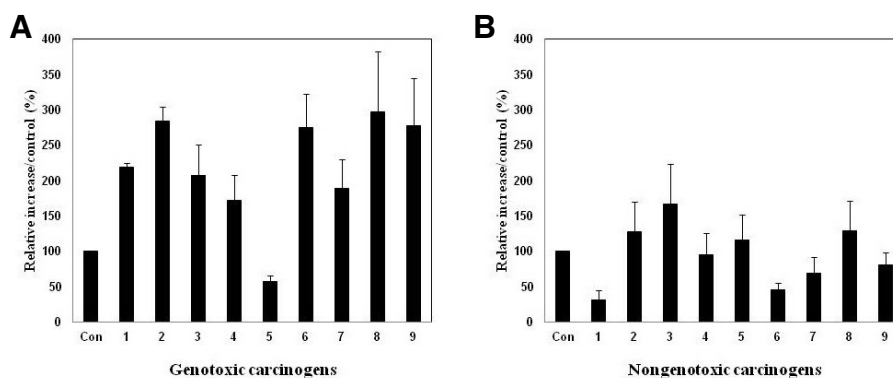 A
Relative increase/control (%)
400
350
300
250
200
150
100
50
0
Con 1 2 3 4 5 6 7 8 9
Genotoxic carcinogens
B
Relative increase/control (%)
400
350
300
250
200
150
100
50
0
Con 1 2 3 4 5 6 7 8 9
Nongenotoxic carcinogens